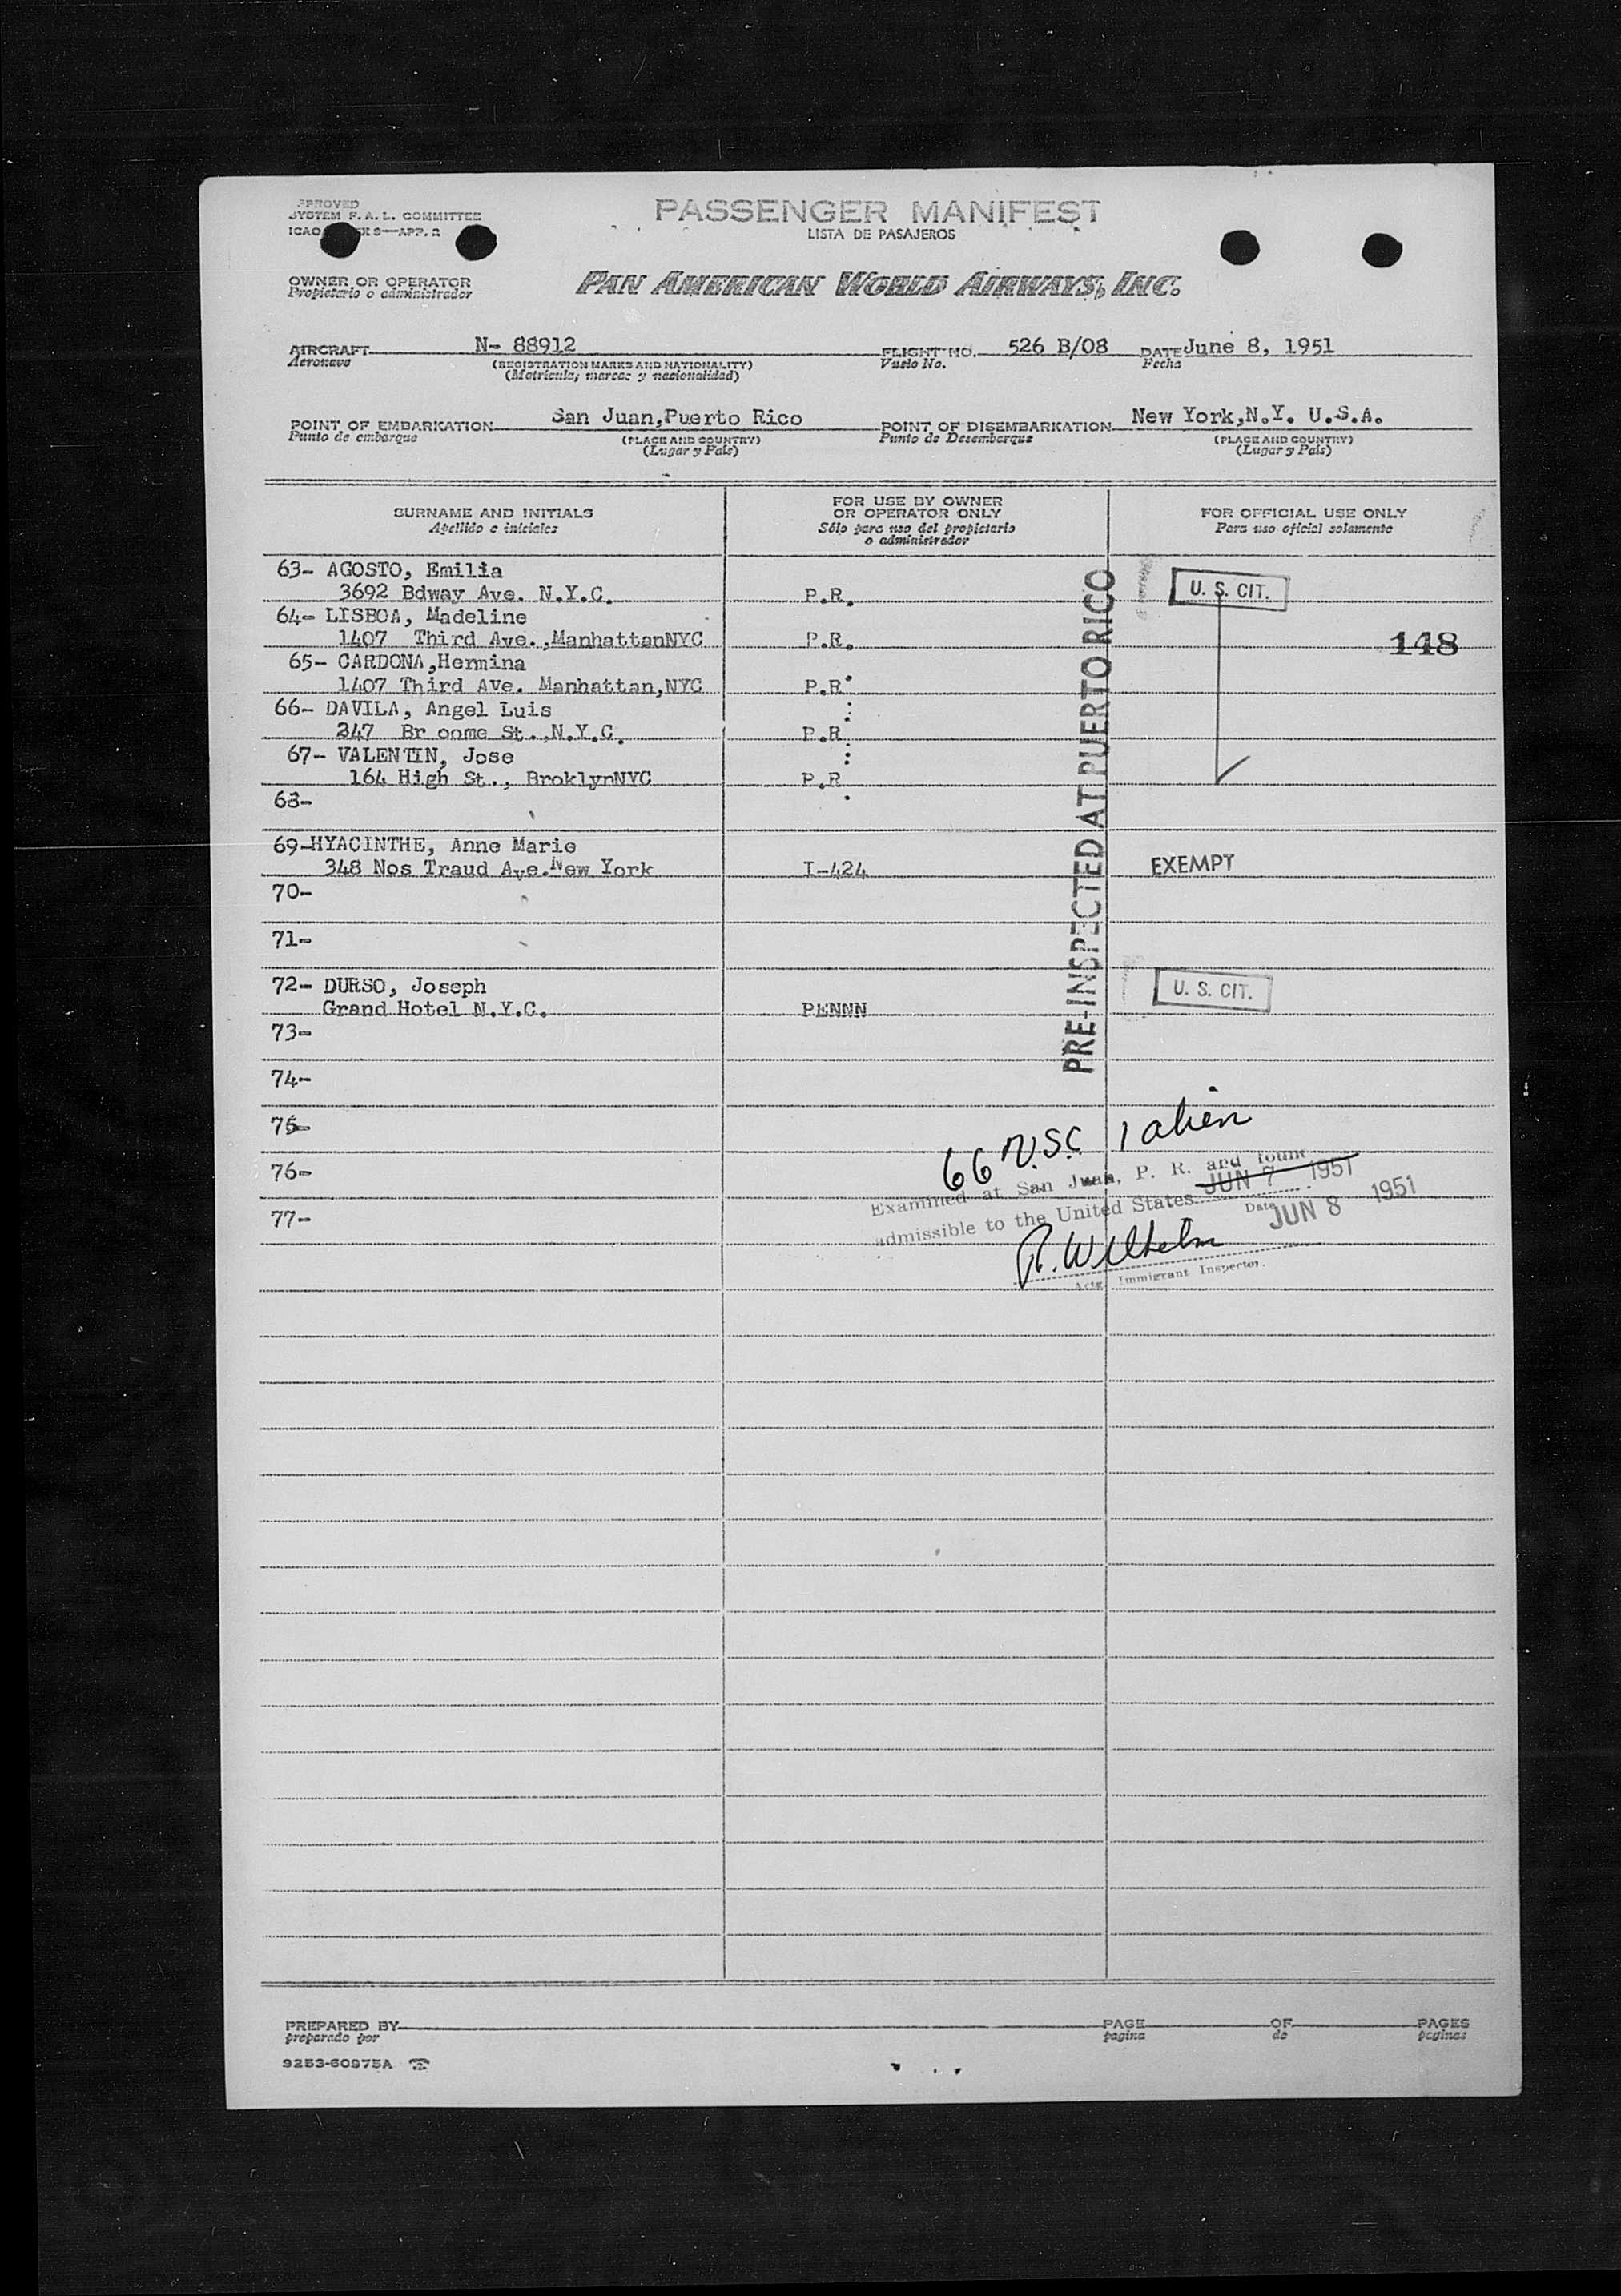 APPROVED
SYSTEM F. A. L. COMMITTEE
ICAO 9—APP. 2
PASSENGER MANIFEST
LISTA DE PASAJEROS
OWNER OR OPERATOR
Propietario o administrador
PAN AMERICAN WORLD AIRWAYS, INC.
AIRCRAFT N- 88912 FLIGHT NO. 526 B/08 DATE June 8, 1951
Aeronave (REGISTRATION MARKS AND NATIONALITY) Vuelo No. Fecha
(Matrícula, marcas y nacionalidad)
POINT OF EMBARKATION San Juan,Puerto Rico POINT OF DISEMBARKATION New York,N.Y. U.S.A.
Punto de embarque (PLACE AND COUNTRY) Punto de Desembarque (PLACE AND COUNTRY)
(Lugar y País) (Lugar y País)
SURNAME AND INITIALS
Apellido e iniciales
FOR USE BY OWNER
OR OPERATOR ONLY
Sólo para uso del propietario
o administrador
FOR OFFICIAL USE ONLY
Para uso oficial solamente
63- AGOSTO, Emilia
3692 Bdway Ave. N.Y.C. P.R. U. S. CIT.
64- LISBOA, Madeline
1407 Third Ave.,ManhattanNYC P.R. 148
65- CARDONA,Hermina
1407 Third Ave. Manhattan,NYC P.R.
66- DAVILA, Angel Luis
347 Br oome St.,N.Y.C. P.R
67- VALENTIN, Jose
164 High St., BroklynNYC P.R
68-
69-HYACINTHE, Anne Marie
348 Nos Traud Ave.New York I-424 EXEMPT
70-
71-
72- DURSO, Joseph
Grand Hotel N.Y.C. PENNN U. S. CIT.
73-
74-
75-
76-
77-
PRE-INSPECTED AT PUERTO RICO
66 U.S.C. 1 alien
Examined at San Juan, P. R. and found
JUN 7 1951
admissible to the United States Date JUN 8 1951
R. Wilhelm
Actg. Immigrant Inspector.
PREPARED BY PAGE OF PAGES
preparado por pagina de paginas
9253-60975A